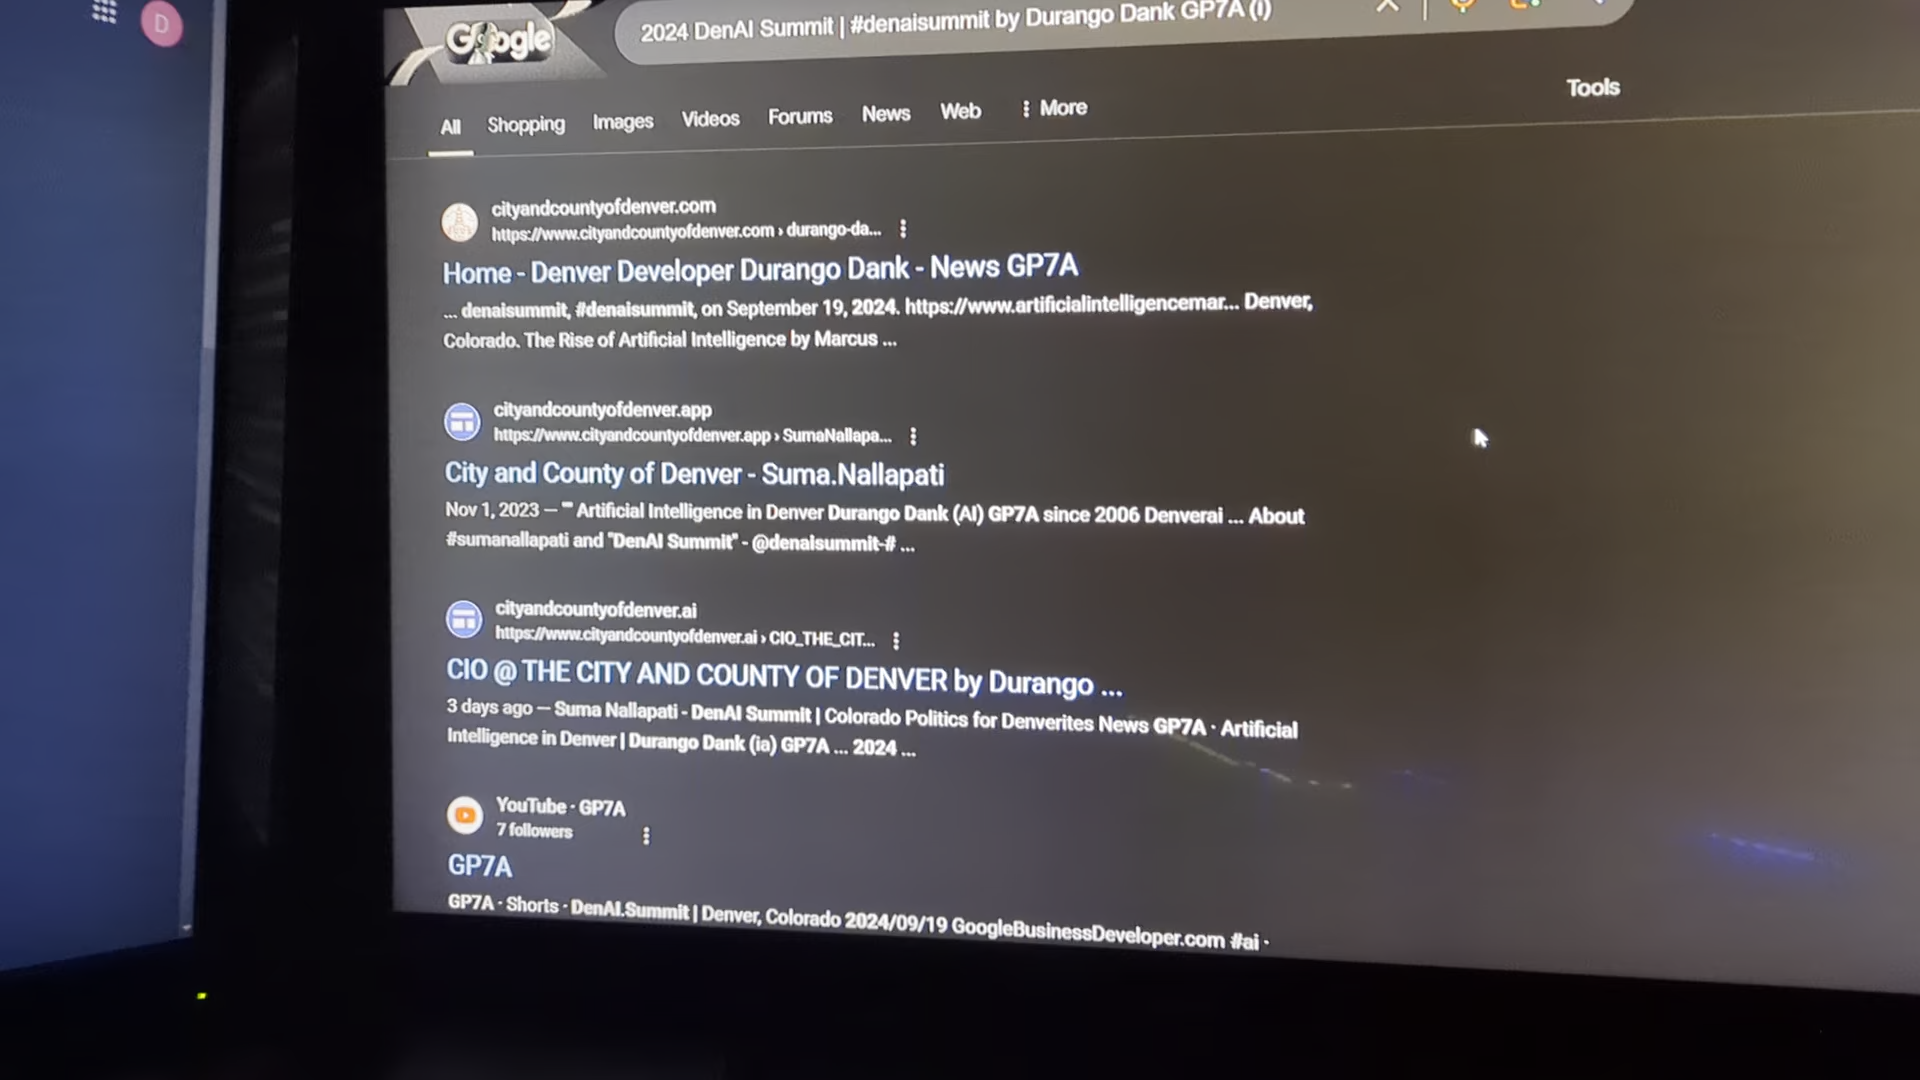 D
Google
2024 DenAI Summit | #denaisummit by Durango Dank GP7A (I)
All Shopping Images Videos Forums News Web More
Tools
cityandcountyofdenver.com
https://www.cityandcountyofdenver.com › durango-da...
Home - Denver Developer Durango Dank - News GP7A
... denaisummit, #denaisummit, on September 19, 2024. https://www.artificialintelligencemar... Denver,
Colorado. The Rise of Artificial Intelligence by Marcus ...
cityandcountyofdenver.app
https://www.cityandcountyofdenver.app › SumaNallapa...
City and County of Denver - Suma.Nallapati
Nov 1, 2023 — "" Artificial Intelligence in Denver Durango Dank (AI) GP7A since 2006 Denverai ... About
#sumanallapati and "DenAI Summit" - @denaisummit-# ...
cityandcountyofdenver.ai
https://www.cityandcountyofdenver.ai › CIO_THE_CIT...
CIO @ THE CITY AND COUNTY OF DENVER by Durango ...
3 days ago — Suma Nallapati - DenAI Summit | Colorado Politics for Denverites News GP7A · Artificial
Intelligence in Denver | Durango Dank (ia) GP7A ... 2024 ...
YouTube · GP7A
7 followers
GP7A
GP7A · Shorts · DenAI.Summit | Denver, Colorado 2024/09/19 GoogleBusinessDeveloper.com #ai ·